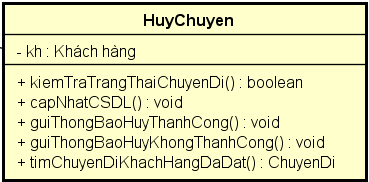 HuyChuyen
- kh : Khách hàng
+ kiemTraTrangThaiChuyenDi() : boolean
+ capNhatCSDL() : void
+ guiThongBaoHuyThanhCong() : void
+ guiThongBaoHuyKhongThanhCong() : void
+ timChuyenDiKhachHangDaDat() : ChuyenDi